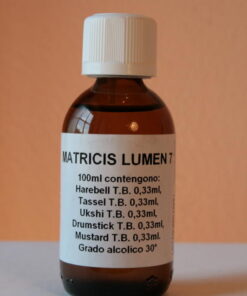 MATRICIS LUMEN 7
100ml contengono:
Harebell T.B. 0,33ml,
Tassel T.B. 0,33ml,
Ukshi T.B. 0,33ml,
Drumstick T.B. 0,33ml,
Mustard T.B. 0,33ml.
Grado alcolico 30°